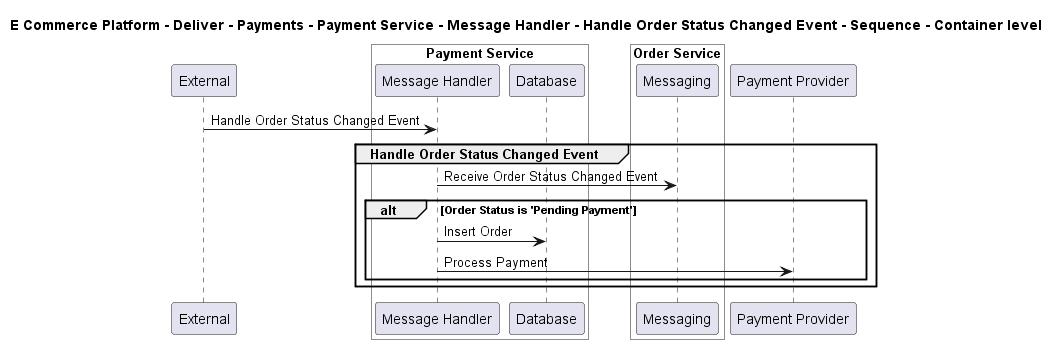 E Commerce Platform - Deliver - Payments - Payment Service - Message Handler - Handle Order Status Changed Event - Sequence - Container level
Payment Service
Order Service
External
Message Handler
Database
Messaging
Payment Provider
Handle Order Status Changed Event
Handle Order Status Changed Event
Receive Order Status Changed Event
alt
[Order Status is 'Pending Payment']
Insert Order
Process Payment
External
Message Handler
Database
Messaging
Payment Provider